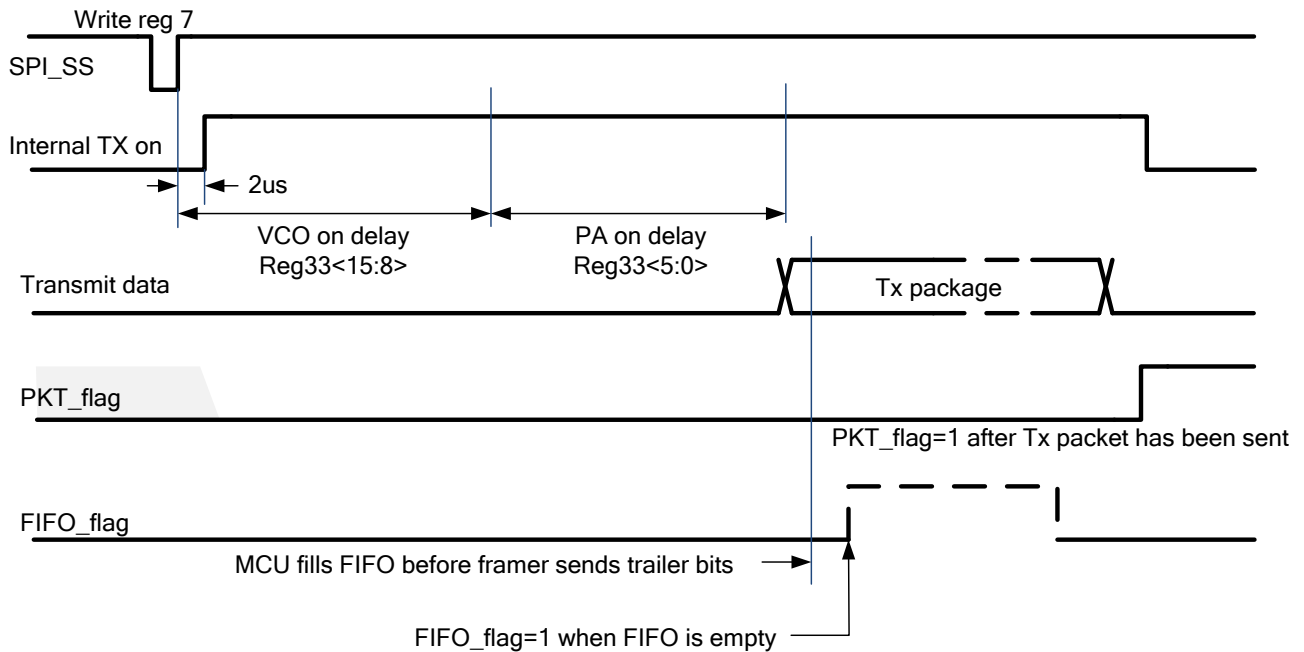 Write reg 7
SPI_SS
Internal TX on
2us
VCO on delay
Reg33<15:8>
PA on delay
Reg33<5:0>
Transmit data
Tx package
PKT_flag
PKT_flag=1 after Tx packet has been sent
FIFO_flag
MCU fills FIFO before framer sends trailer bits
FIFO_flag=1 when FIFO is empty